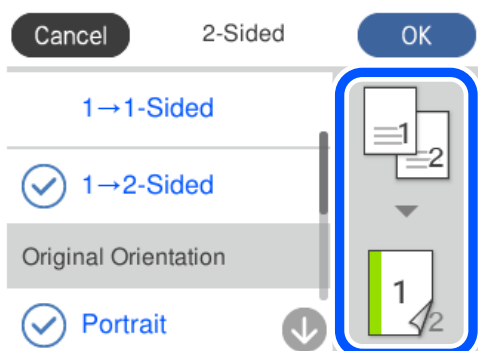 Cancel 2-Sided OK
1→1-Sided
1→2-Sided
Original Orientation
Portrait
1
2
1
2